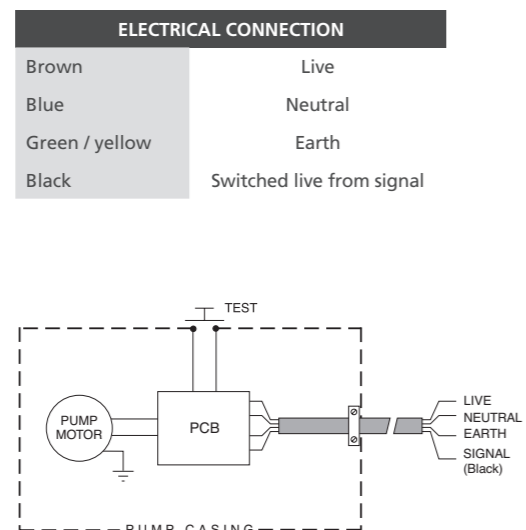 ELECTRICAL CONNECTION
Brown Live
Blue Neutral
Green / yellow Earth
Black Switched live from signal
TEST
PUMP
MOTOR
PCB
LIVE
NEUTRAL
EARTH
SIGNAL
(Black)
PUMP CASING